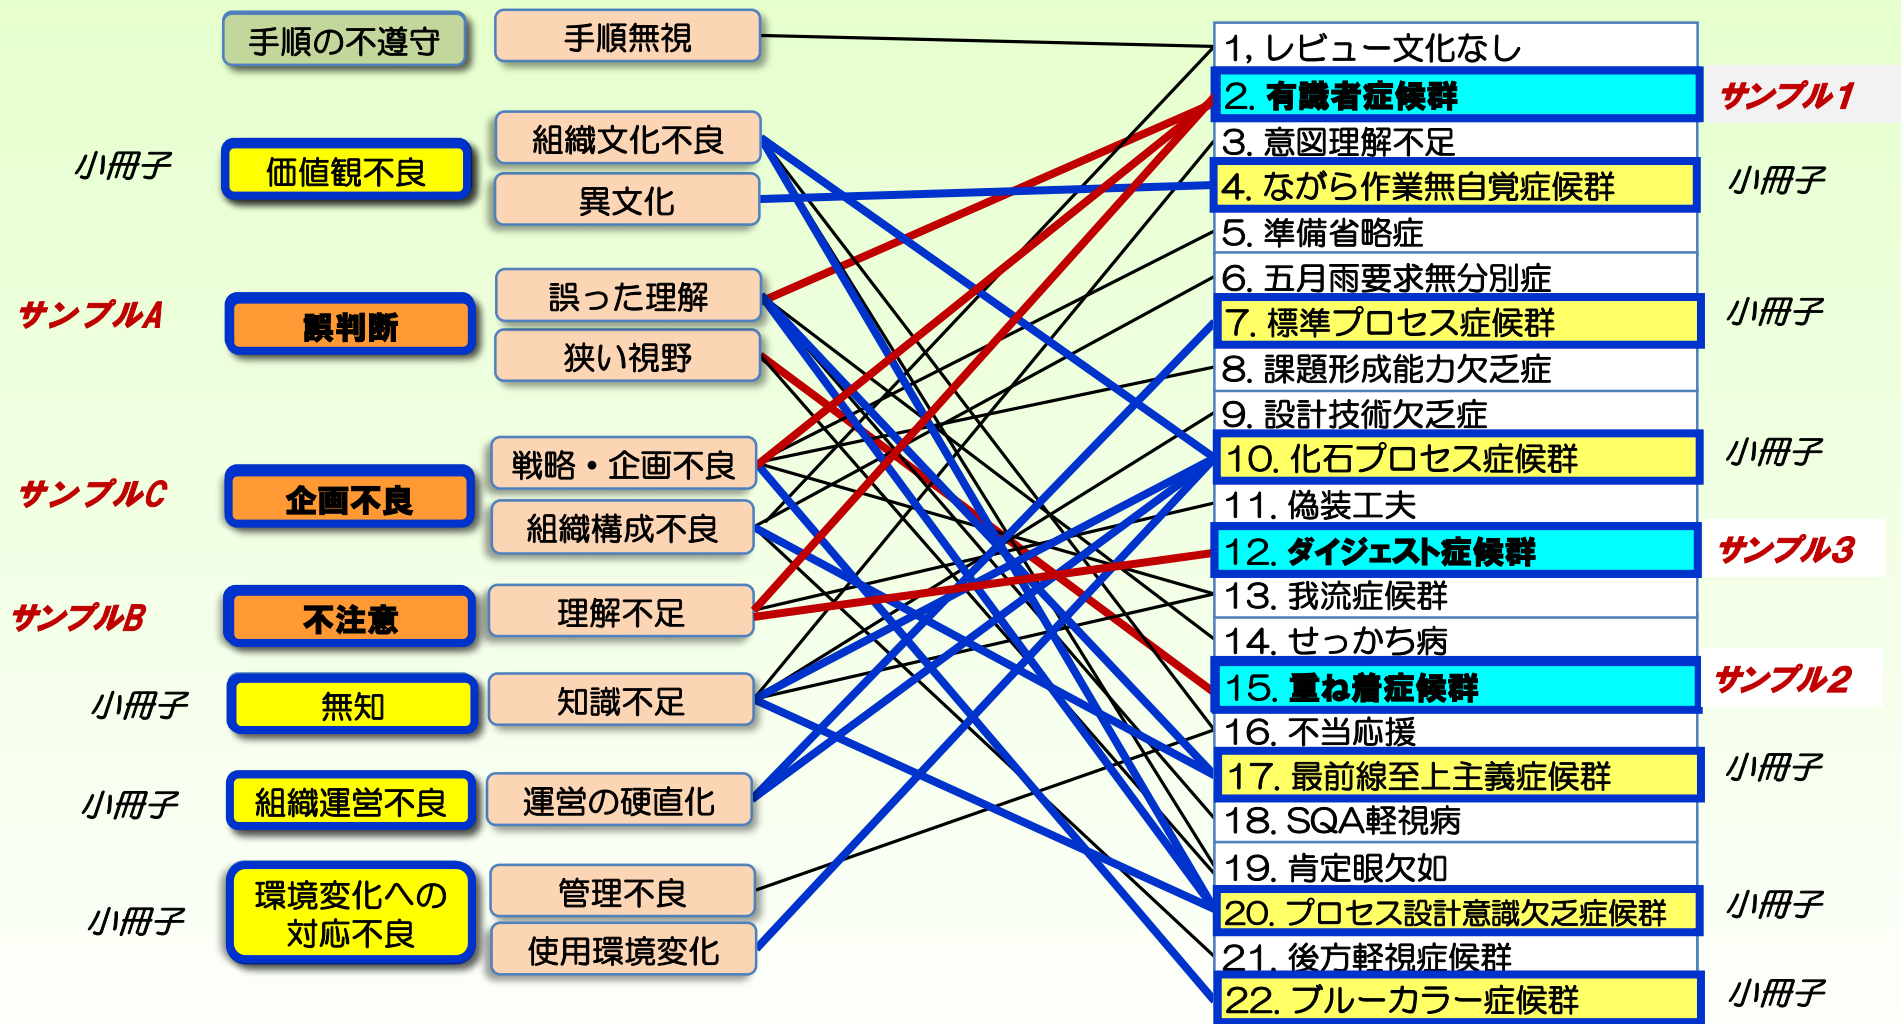 手順の不遵守
小冊子
価値観不良
サンプルA
誤判断
サンプルC
企画不良
サンプルB
不注意
小冊子
無知
小冊子
組織運営不良
小冊子
環境変化への
対応不良
手順無視
組織文化不良
異文化
誤った理解
狭い視野
戦略・企画不良
組織構成不良
理解不足
知識不足
運営の硬直化
管理不良
使用環境変化
1, レビュー文化なし
2. 有識者症候群
サンプル1
3. 意図理解不足
4. ながら作業無自覚症候群
小冊子
5. 準備省略症
6. 五月雨要求無分別症
7. 標準プロセス症候群
小冊子
8. 課題形成能力欠乏症
9. 設計技術欠乏症
10. 化石プロセス症候群
小冊子
11. 偽装工夫
12. ダイジェスト症候群
サンプル3
13. 我流症候群
14. せっかち病
15. 重ね着症候群
サンプル2
16. 不当応援
17. 最前線至上主義症候群
小冊子
18. SQA軽視病
19. 肯定眼欠如
20. プロセス設計意識欠乏症候群
小冊子
21. 後方軽視症候群
22. ブルーカラー症候群
小冊子